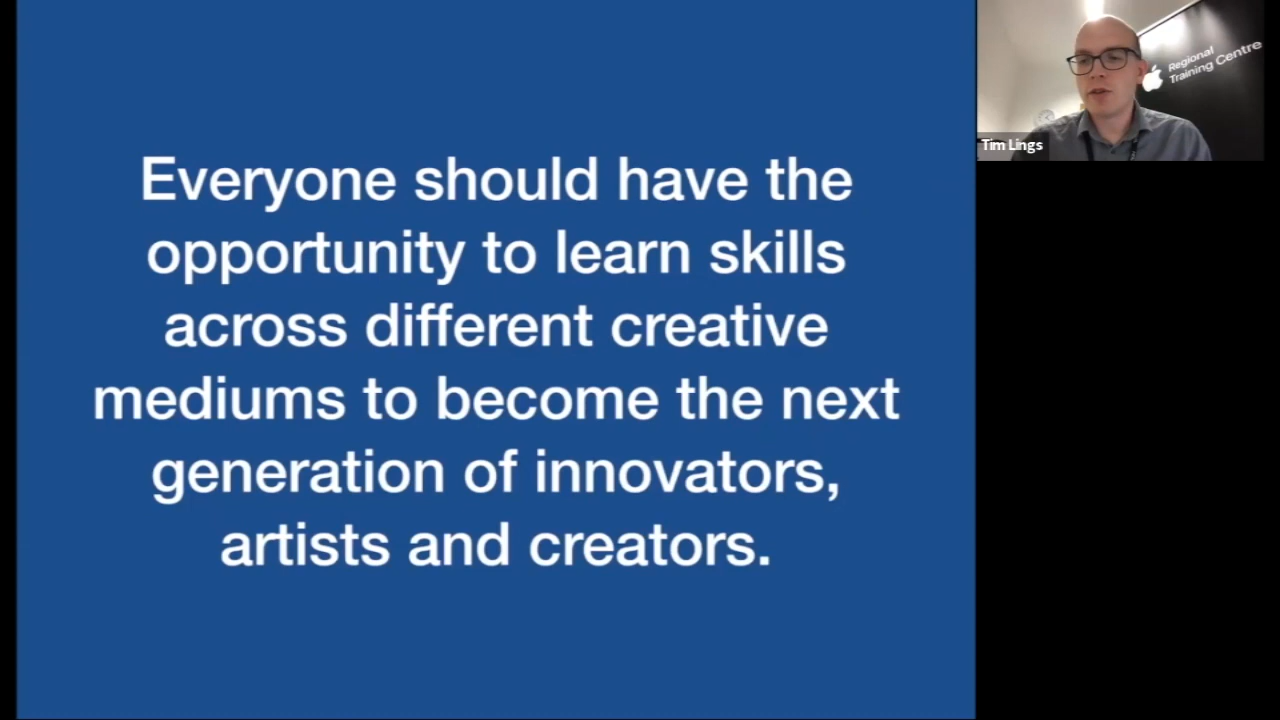 Everyone should have the
opportunity to learn skills
across different creative
mediums to become the next
generation of innovators,
artists and creators.
Regional
Training Centre
Tim Lings